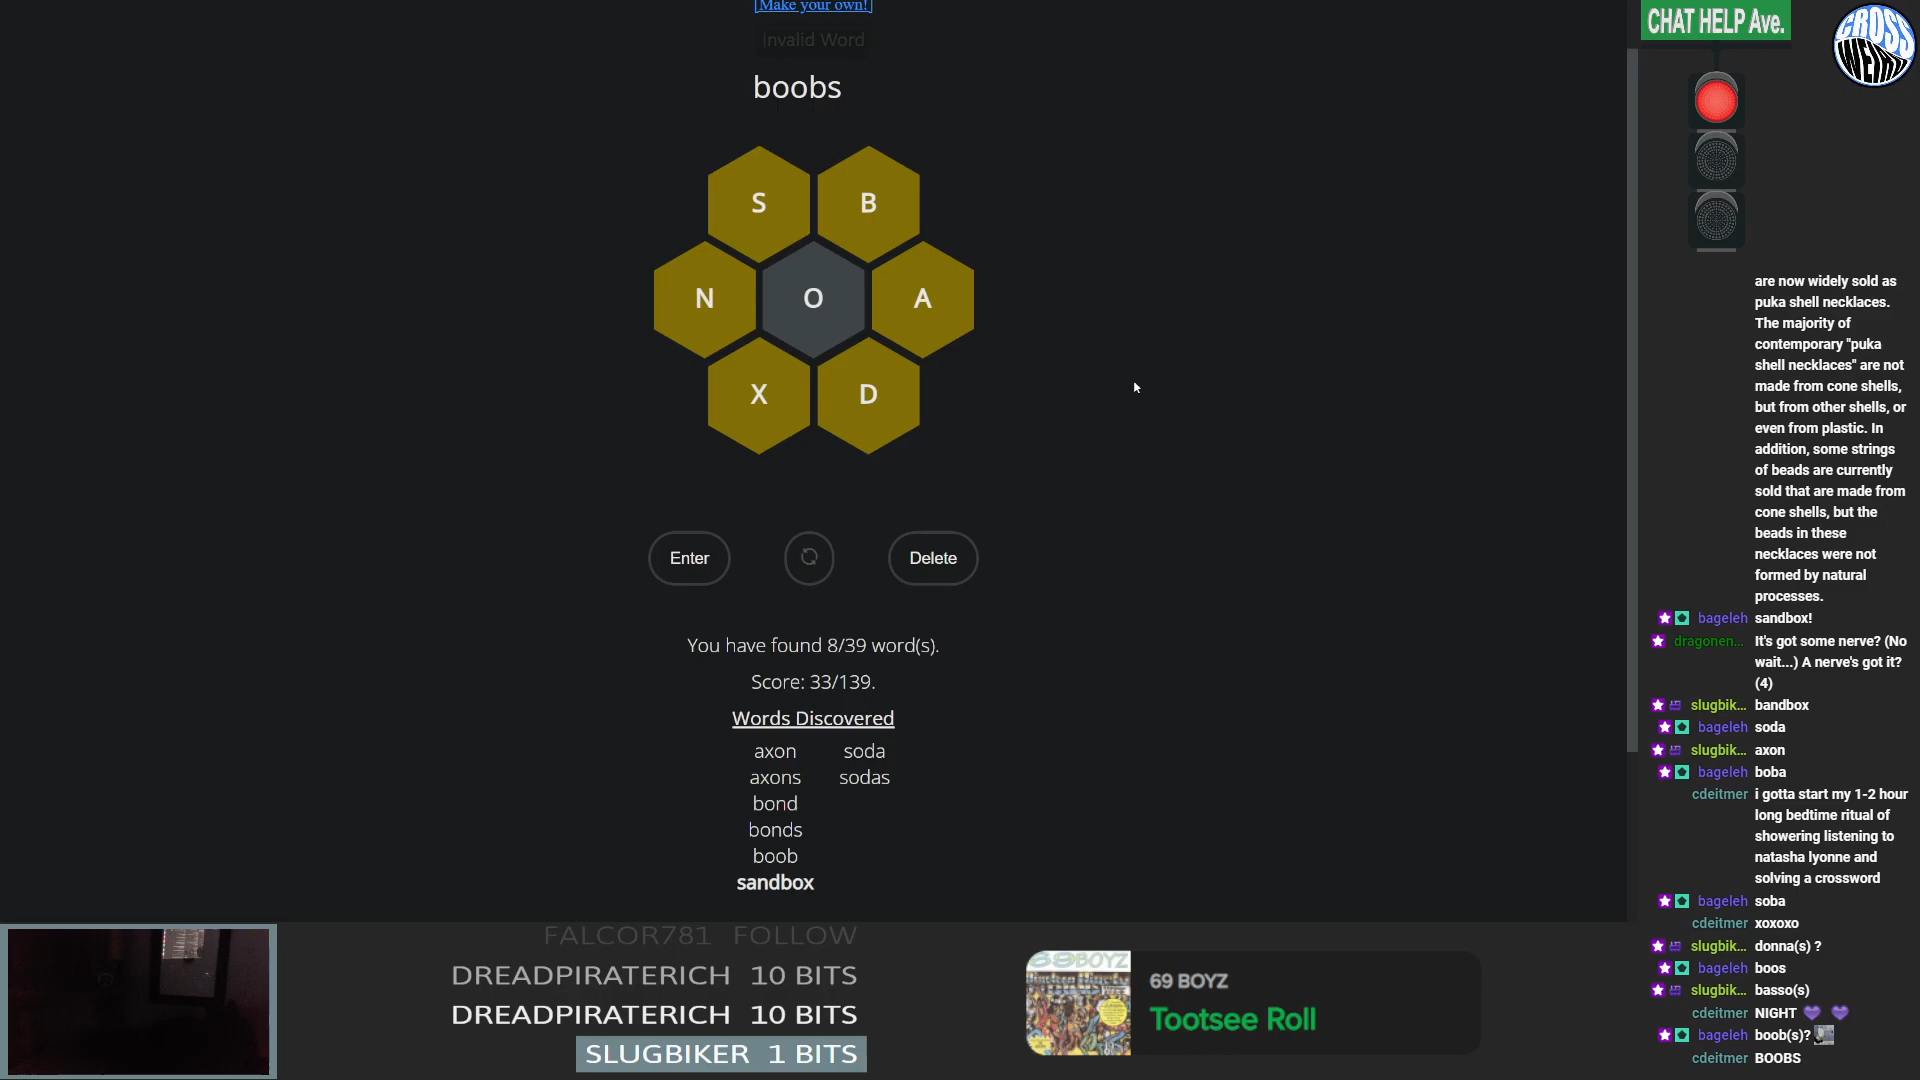 [Make your own!]
Invalid Word
boobs
S
B
N
O
A
X
D
Enter
Delete
You have found 8/39 word(s).
Score: 33/139.
Words Discovered
axon
soda
axons
sodas
bond
bonds
boob
sandbox
FALCOR781 FOLLOW
DREADPIRATERICH 10 BITS
DREADPIRATERICH 10 BITS
SLUGBIKER 1 BITS
69 BOYZ
69 BOYZ
Tootsee Roll
CHAT HELP Ave.
CROSS
WEIRD
are now widely sold as
puka shell necklaces.
The majority of
contemporary "puka
shell necklaces" are not
made from cone shells,
but from other shells, or
even from plastic. In
addition, some strings
of beads are currently
sold that are made from
cone shells, but the
beads in these
necklaces were not
formed by natural
processes.
bageleh sandbox!
dragonen... It's got some nerve? (No
wait...) A nerve's got it?
(4)
slugbik... bandbox
bageleh soda
slugbik... axon
bageleh boba
cdeitmer i gotta start my 1-2 hour
long bedtime ritual of
showering listening to
natasha lyonne and
solving a crossword
bageleh soba
cdeitmer xoxoxo
slugbik... donna(s) ?
bageleh boos
slugbik... basso(s)
cdeitmer NIGHT 💜 💜
bageleh boob(s)?
cdeitmer BOOBS